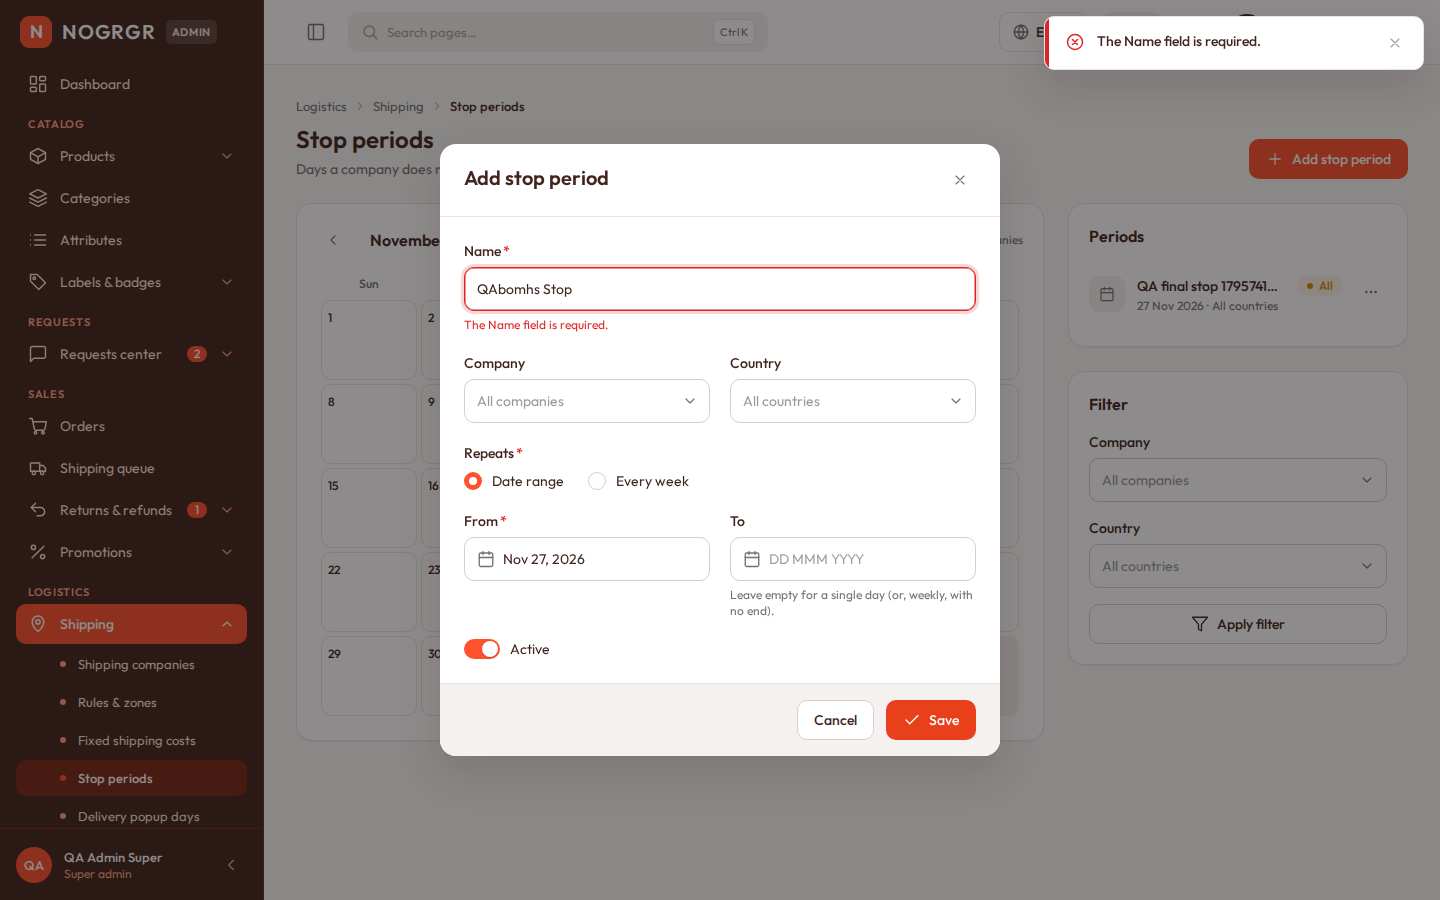 N NOGRGR ADMIN
Search pages...
Ctrl K
The Name field is required.
Dashboard
CATALOG
Products
Categories
Attributes
Labels & badges
REQUESTS
Requests center 2
SALES
Orders
Shipping queue
Returns & refunds 1
Promotions
LOGISTICS
Shipping
Shipping companies
Rules & zones
Fixed shipping costs
Stop periods
Delivery popup days
QA
QA Admin Super
Super admin
Logistics > Shipping > Stop periods
Stop periods
Days a company does
Add stop period
Sun
1 2
8 9
15 16
22 23
29 30
Add stop period
Name *
QAbomhs Stop
The Name field is required.
Company
All companies
Country
All countries
Repeats *
Date range
Every week
From *
Nov 27, 2026
To
DD MMM YYYY
Leave empty for a single day (or, weekly, with
no end).
Active
Cancel
Save
Periods
QA final stop 1795741...
All
27 Nov 2026 · All countries
Filter
Company
All companies
Country
All countries
Apply filter